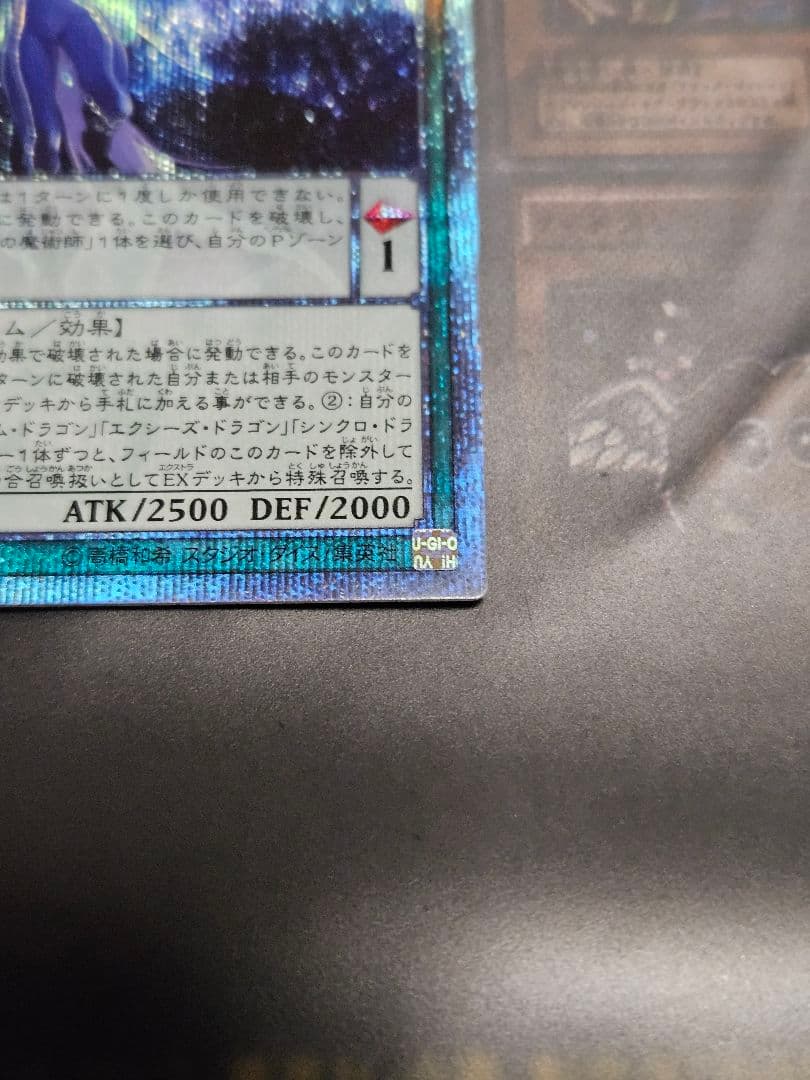 は1ターンに1度しか使用できない。
に発動できる。このカードを破壊し、
の魔術師」1体を選び、自分のPゾーン
1
ム/効果】
効果で破壊された場合に発動できる。このカードを
ターンに破壊された自分または相手のモンスター
デッキから手札に加える事ができる。②:自分の
ム・ドラゴン」「エクシーズ・ドラゴン」「シンクロ・ドラ
ー1体ずつと、フィールドのこのカードを除外して
合召喚扱いとしてEXデッキから特殊召喚する。
ATK/2500 DEF/2000
© 高橋和希 スタジオ・ダイス/集英社
U-GI-O